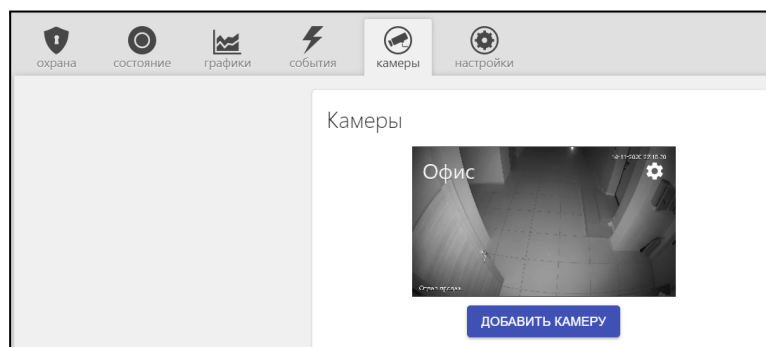 охрана
состояние
графики
события
камеры
настройки
Камеры
Офис
ДОБАВИТЬ КАМЕРУ